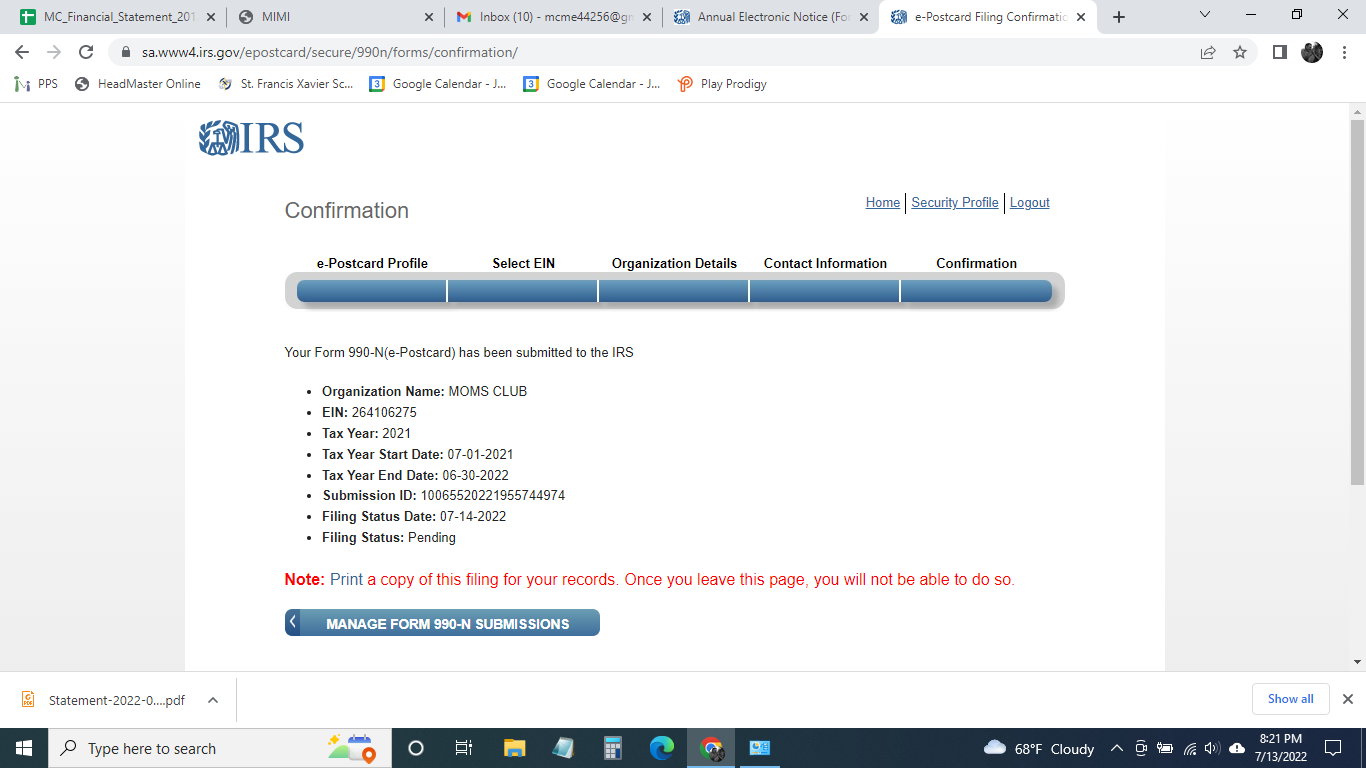 MC_Financial_Statement_201
MIMI
Inbox (10) - mcme44256@gm
Annual Electronic Notice (For
e-Postcard Filing Confirmatic
sa.www4.irs.gov/epostcard/secure/990n/forms/confirmation/
PPS
HeadMaster Online
St. Francis Xavier Sc...
3
Google Calendar - J...
3
Google Calendar - J...
Play Prodigy
IRS
Confirmation
Home
Security Profile
Logout
e-Postcard Profile
Select EIN
Organization Details
Contact Information
Confirmation
Your Form 990-N(e-Postcard) has been submitted to the IRS
• Organization Name: MOMS CLUB
• EIN: 264106275
• Tax Year: 2021
• Tax Year Start Date: 07-01-2021
• Tax Year End Date: 06-30-2022
• Submission ID: 10065520221955744974
• Filing Status Date: 07-14-2022
• Filing Status: Pending
Note: Print a copy of this filing for your records. Once you leave this page, you will not be able to do so.
MANAGE FORM 990-N SUBMISSIONS
Statement-2022-0....pdf
Show all
Type here to search
68°F Cloudy
8:21 PM
7/13/2022